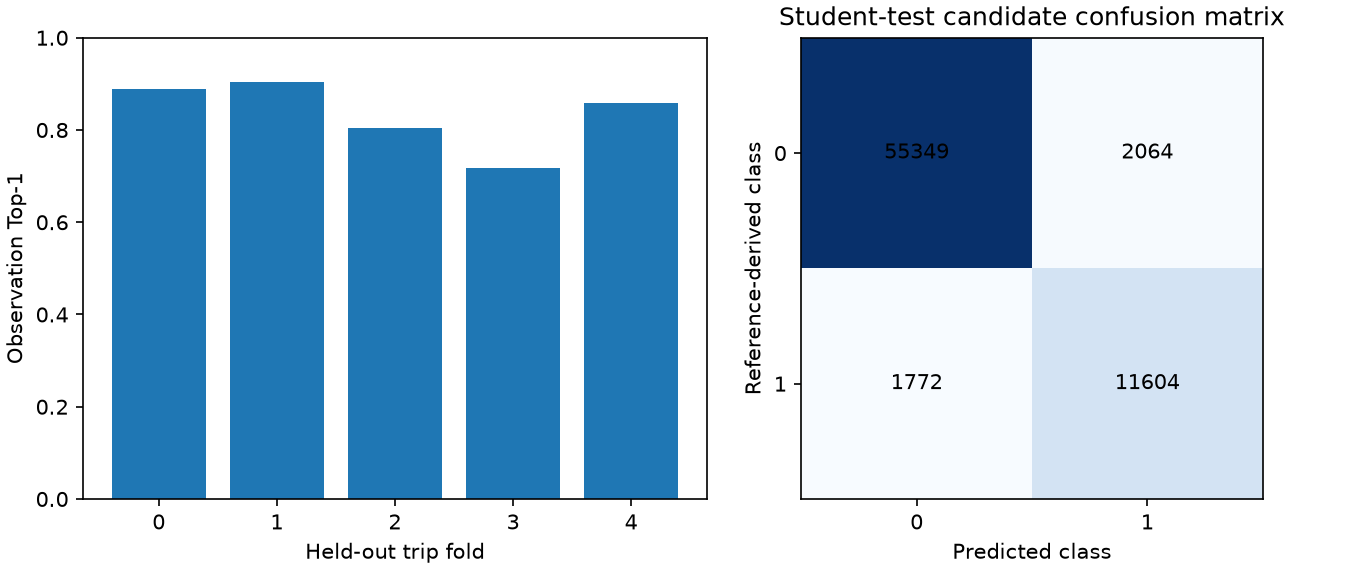 Observation Top-1
1.0
0.8
0.6
0.4
0.2
0.0
0 1 2 3 4
Held-out trip fold
Student-test candidate confusion matrix
Reference-derived class
0
1
55349 2064
1772 11604
0 1
Predicted class